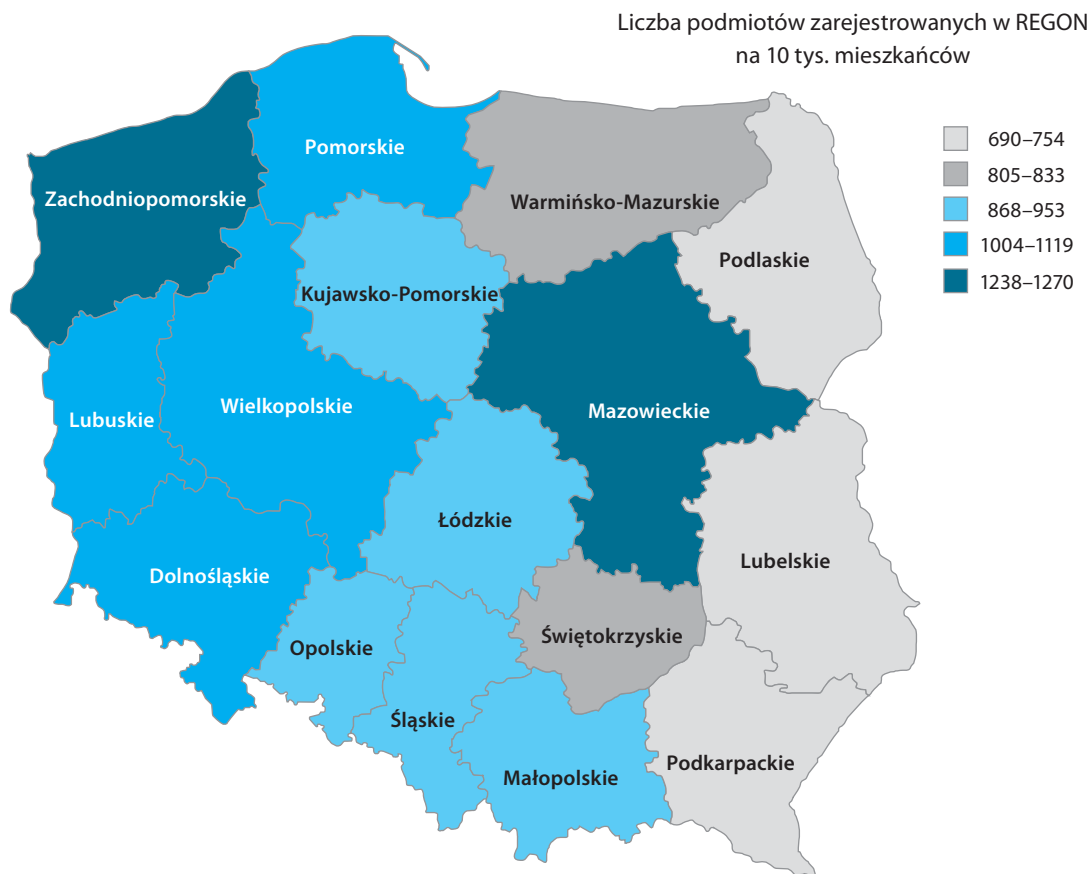 Liczba podmiotów zarejestrowanych w REGON
na 10 tys. mieszkańców
690–754
805–833
868–953
1004–1119
1238–1270
Pomorskie
Zachodniopomorskie
Warmińsko-Mazurskie
Podlaskie
Kujawsko-Pomorskie
Lubuskie
Wielkopolskie
Mazowieckie
Łódzkie
Lubelskie
Dolnośląskie
Opolskie
Świętokrzyskie
Śląskie
Małopolskie
Podkarpackie